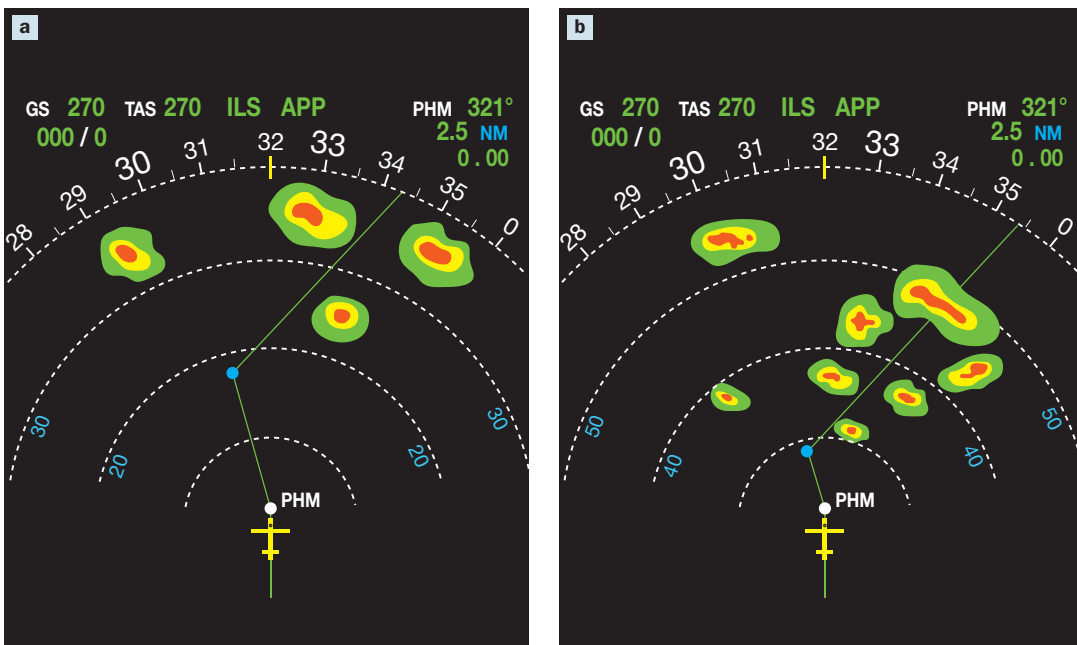 a
GS 270 TAS 270 ILS APP PHM 321°
000 / 0 2.5 NM
0.00
28 29 30 31 32 33 34 35 0
30 20 20 30
PHM
b
GS 270 TAS 270 ILS APP PHM 321°
000 / 0 2.5 NM
0.00
28 29 30 31 32 33 34 35 0
50 40 40 50
PHM